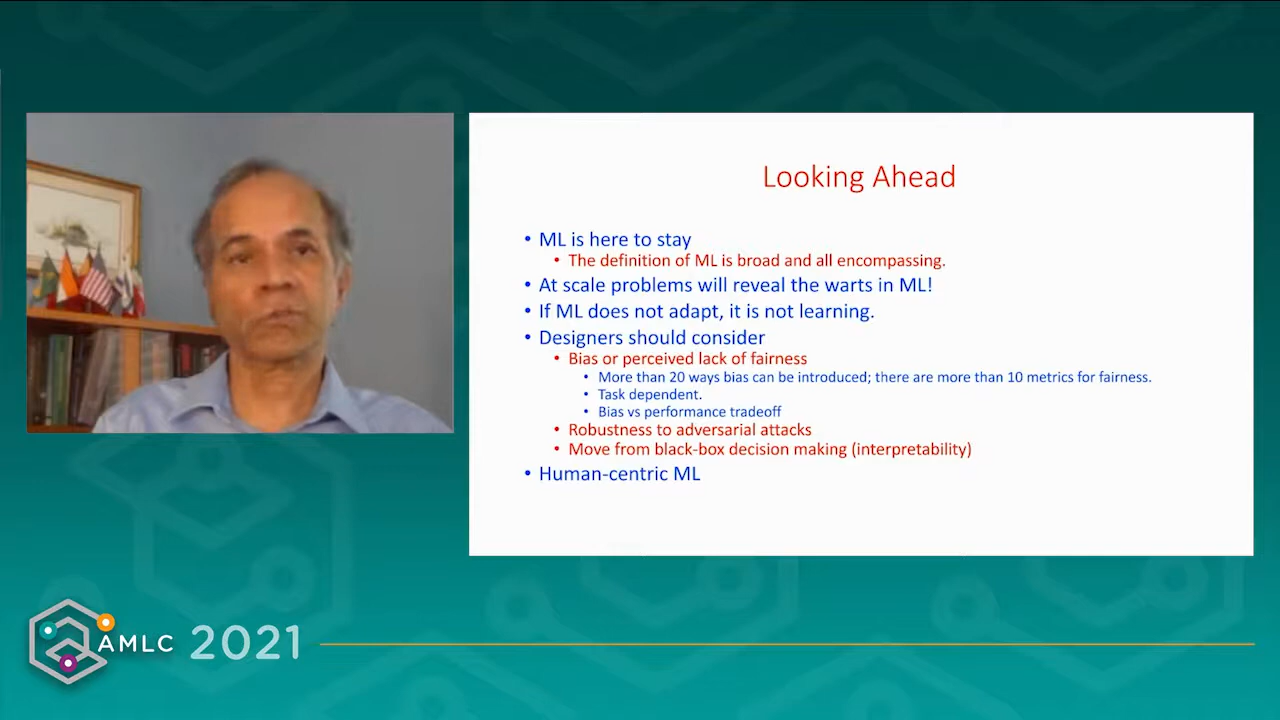 Looking Ahead
• ML is here to stay
• The definition of ML is broad and all encompassing.
• At scale problems will reveal the warts in ML!
• If ML does not adapt, it is not learning.
• Designers should consider
• Bias or perceived lack of fairness
• More than 20 ways bias can be introduced; there are more than 10 metrics for fairness.
• Task dependent.
• Bias vs performance tradeoff
• Robustness to adversarial attacks
• Move from black-box decision making (interpretability)
• Human-centric ML
AMLC 2021